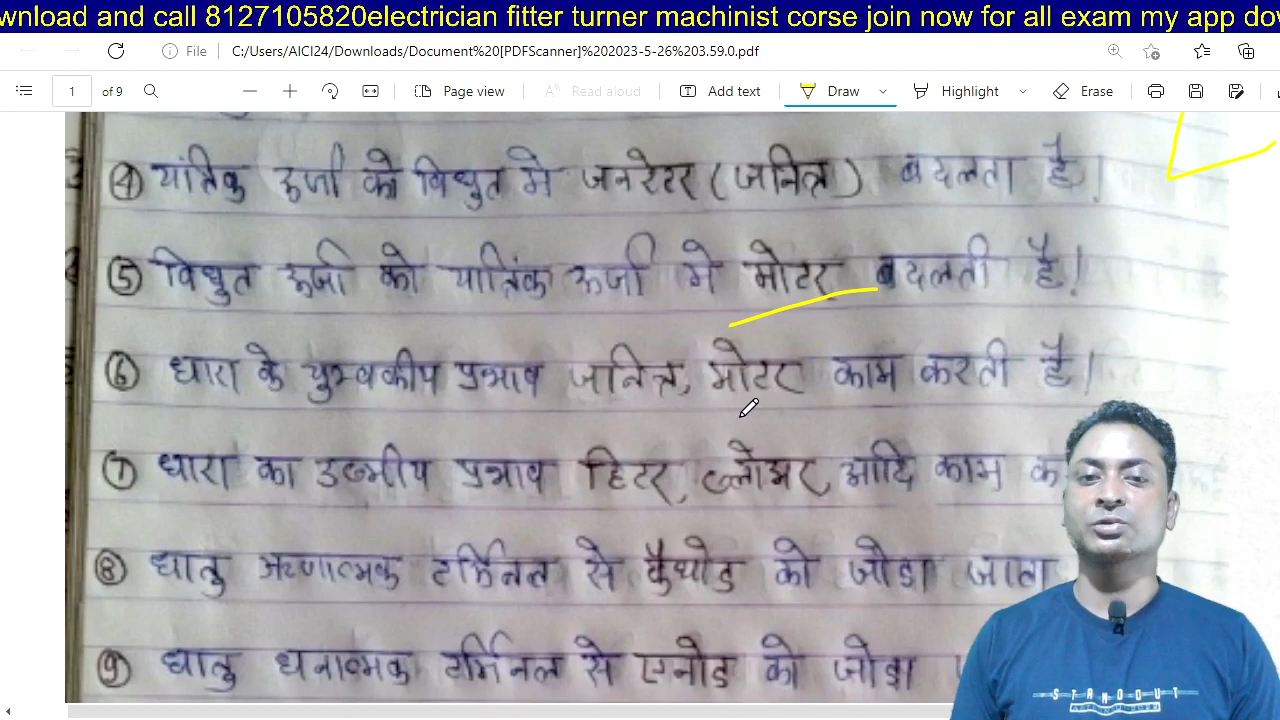 wnload and call 8127105820electrician fitter turner machinist corse join now for all exam my app dov
File C:/Users/AICI24/Downloads/Document%20[PDFScanner]%202023-5-26%203.59.0.pdf
1 of 9 Page view Read aloud Add text Draw Highlight Erase
④ यांत्रिक ऊर्जा को विधुत मे जनरेटर (जनित्र) बदलता है।
⑤ विधुत ऊर्जा को यात्रिंक ऊर्जा मे मोटर बदलती है।
⑥ धारा के चुम्बकीय प्रभाव जनित्र, मोटर काम करती है।
⑦ धारा का उष्मीय प्रभाव हिटर, ब्लोअर, आदि काम क
⑧ धातु ऋणात्मक टर्मिनल से कैथोड को जोडा जाता
⑨ धातु धनात्मक टर्मिनल से एनोड को जोडा
STANDOUT